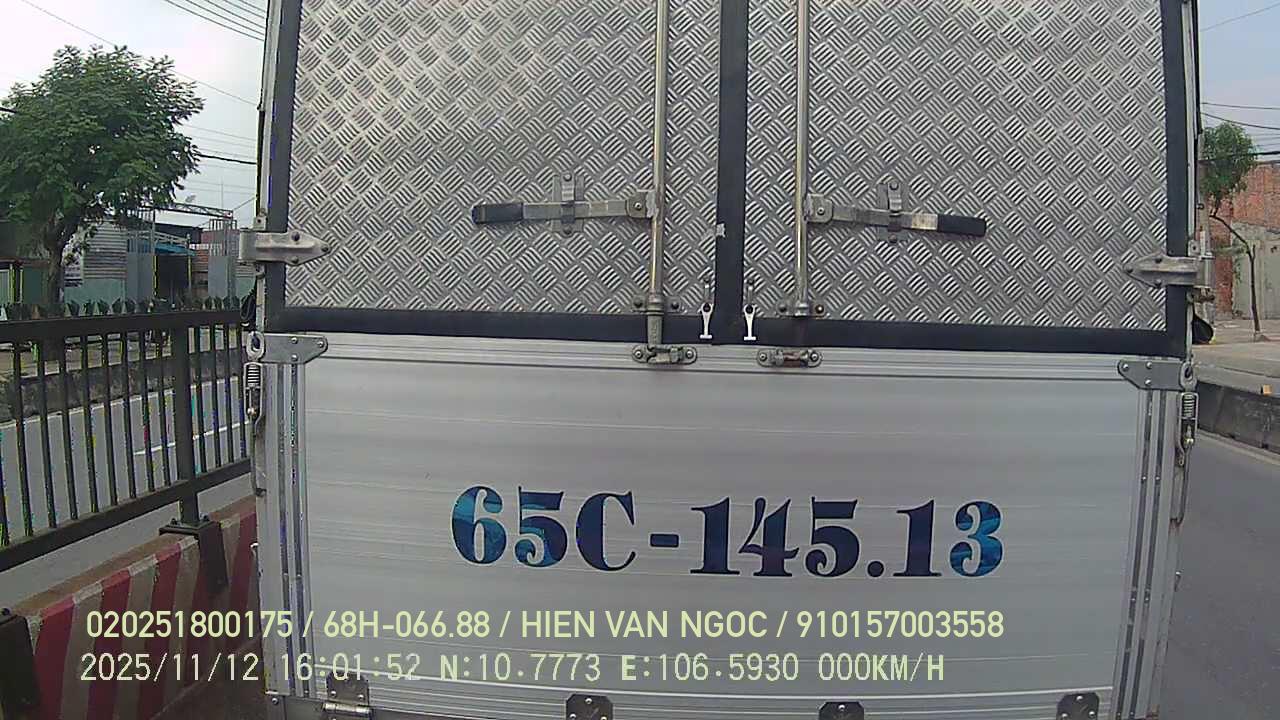 65C-145.13
020251800175 / 68H-066.88 / HIEN VAN NGOC / 910157003558
2025/11/12 16:01:52 N:10.7773 E:106.5930 000KM/H